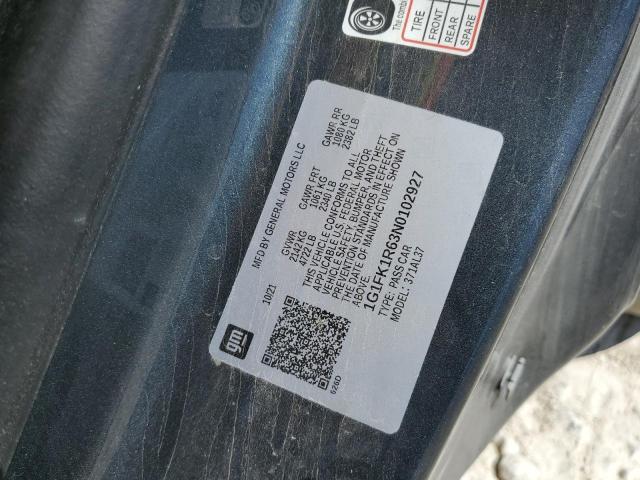 The combi
TIRE
FRONT
REAR
SPARE
MFD BY GENERAL MOTORS LLC
10/21
GVWR
2142 KG
4722 LB
GAWR FRT
1061 KG
2340 LB
GAWR RR
1080 KG
2382 LB
THIS VEHICLE CONFORMS TO ALL
APPLICABLE U.S. FEDERAL MOTOR
VEHICLE SAFETY, BUMPER, AND THEFT
PREVENTION STANDARDS IN EFFECT ON
THE DATE OF MANUFACTURE SHOWN
ABOVE.
1G1FK1R63N0102927
TYPE: PASS CAR
MODEL: 371AL37
gm